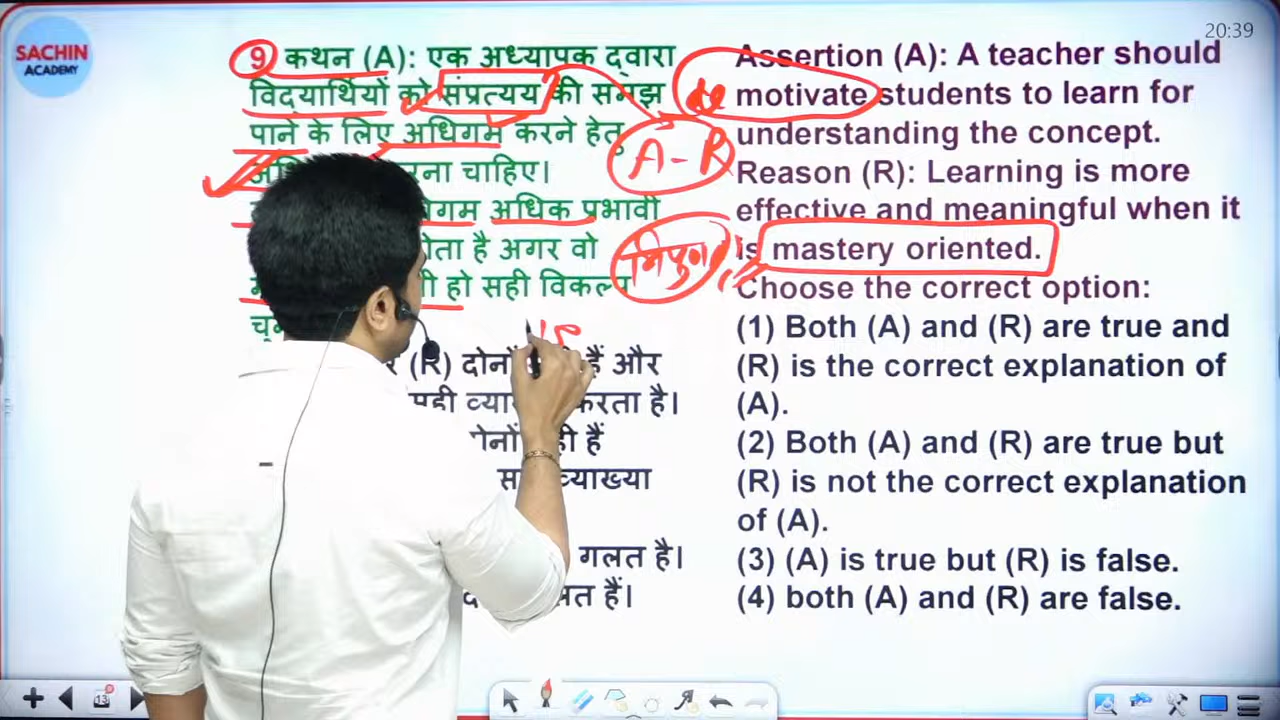 20:39
SACHIN
ACADEMY
9 कथन (A): एक अध्यापक द्वारा
विद्यार्थियों को संप्रत्यय की समझ
पाने के लिए अधिगम करने हेतु
चाहिए।
अधिक प्रभावी
है अगर वो
हो सही विकल्प
(R) दोनों हैं और
करता है।
हैं
व्याख्या
गलत है।
हैं।
A-R
निपुण
Assertion (A): A teacher should
motivate students to learn for
understanding the concept.
Reason (R): Learning is more
effective and meaningful when it
is mastery oriented.
Choose the correct option:
(1) Both (A) and (R) are true and
(R) is the correct explanation of
(A).
(2) Both (A) and (R) are true but
(R) is not the correct explanation
of (A).
(3) (A) is true but (R) is false.
(4) both (A) and (R) are false.
13